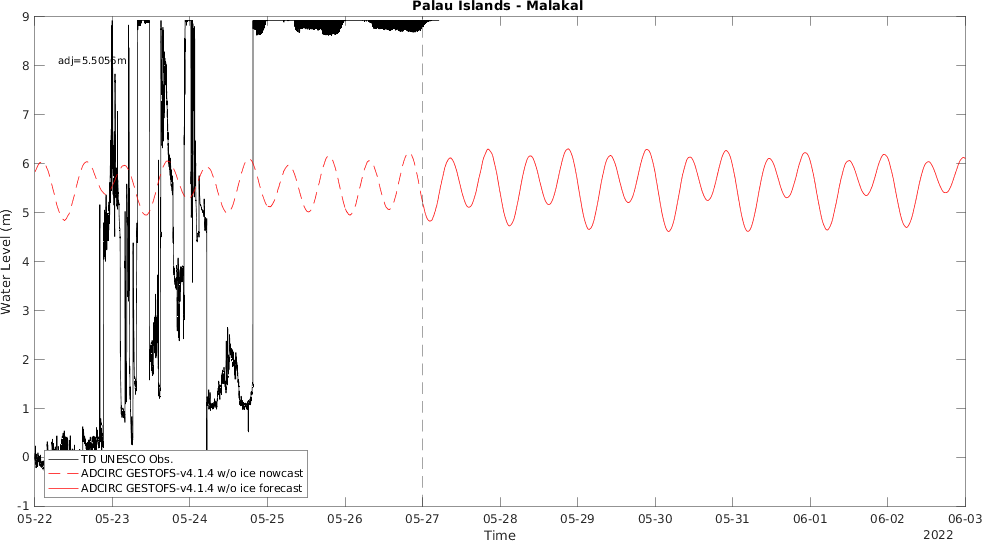 Palau Islands - Malakal
9
8
7
6
5
4
3
2
1
0
-1
Water Level (m)
adj=5.5056m
TD UNESCO Obs.
ADCIRC GESTOFS-v4.1.4 w/o ice nowcast
ADCIRC GESTOFS-v4.1.4 w/o ice forecast
05-22 05-23 05-24 05-25 05-26 05-27 05-28 05-29 05-30 05-31 06-01 06-02 06-03
Time
2022